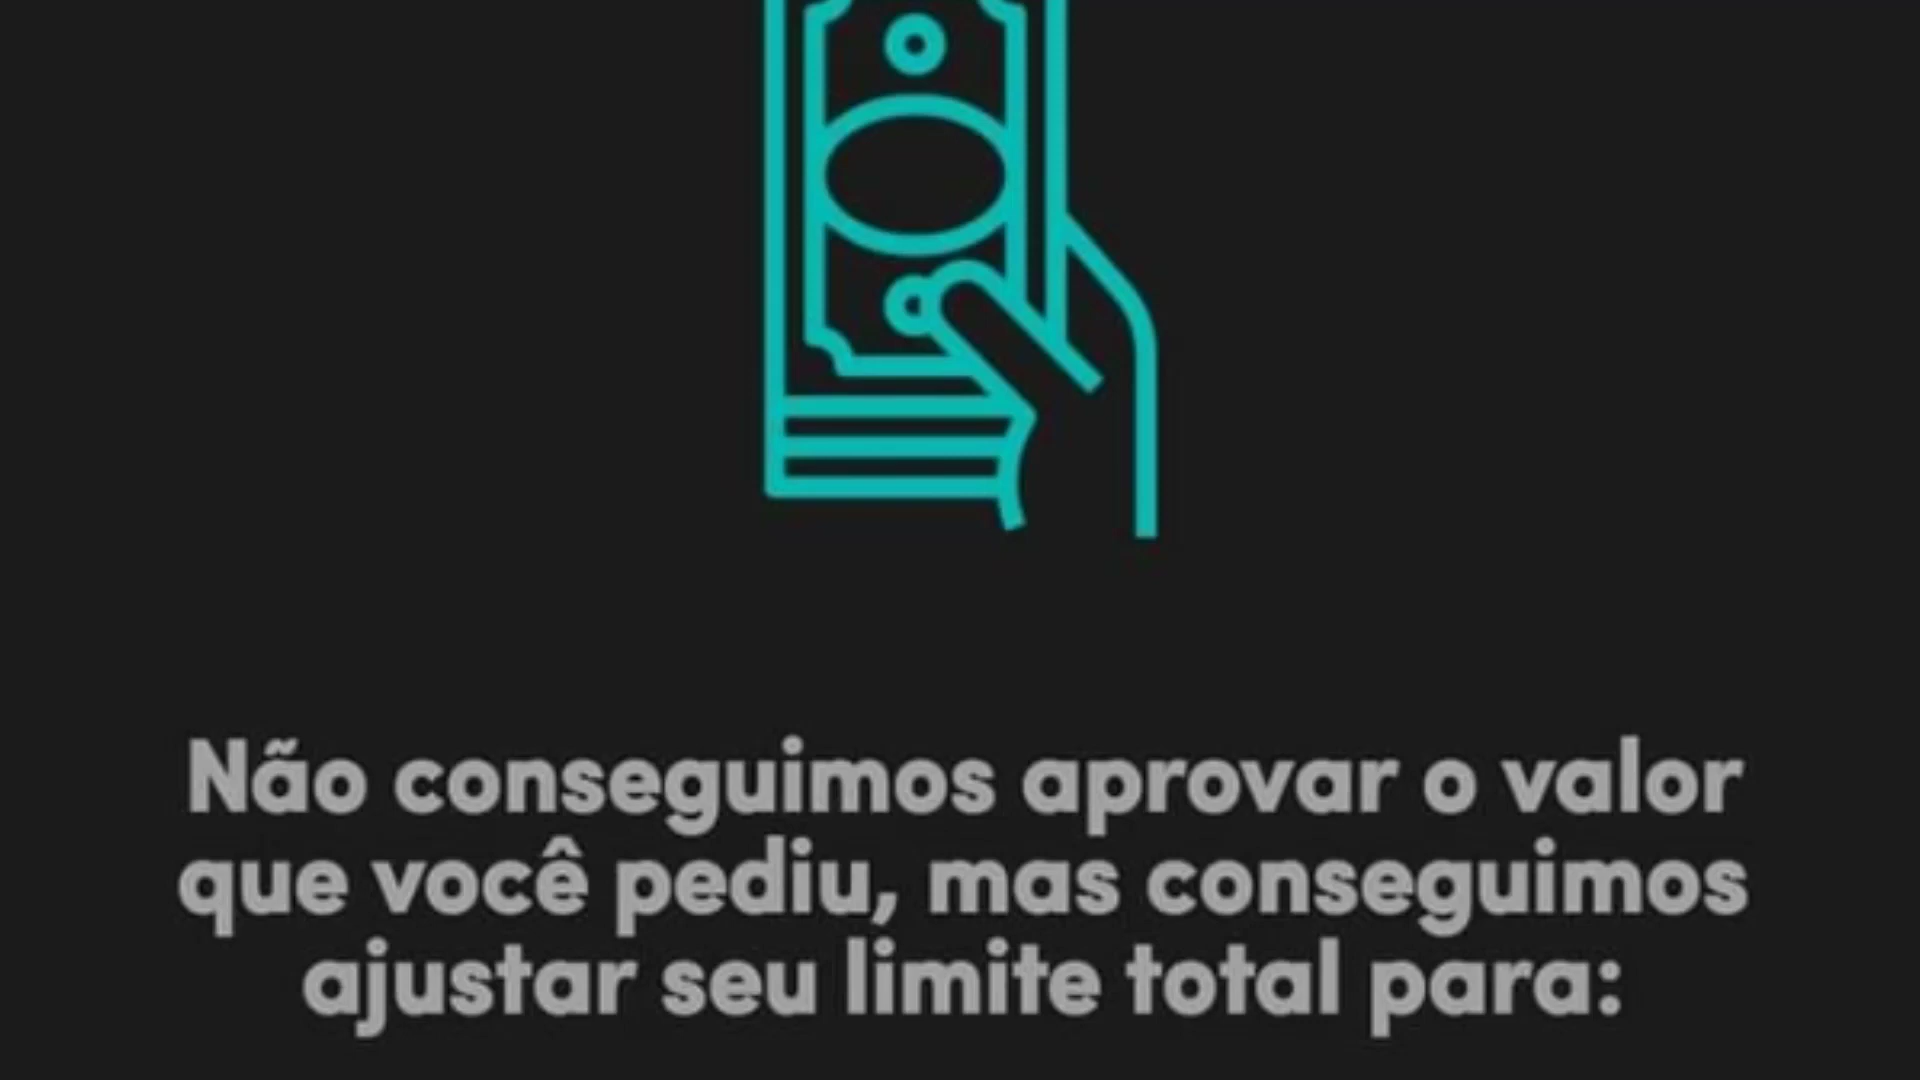 Não conseguimos aprovar o valor
que você pediu, mas conseguimos
ajustar seu limite total para: